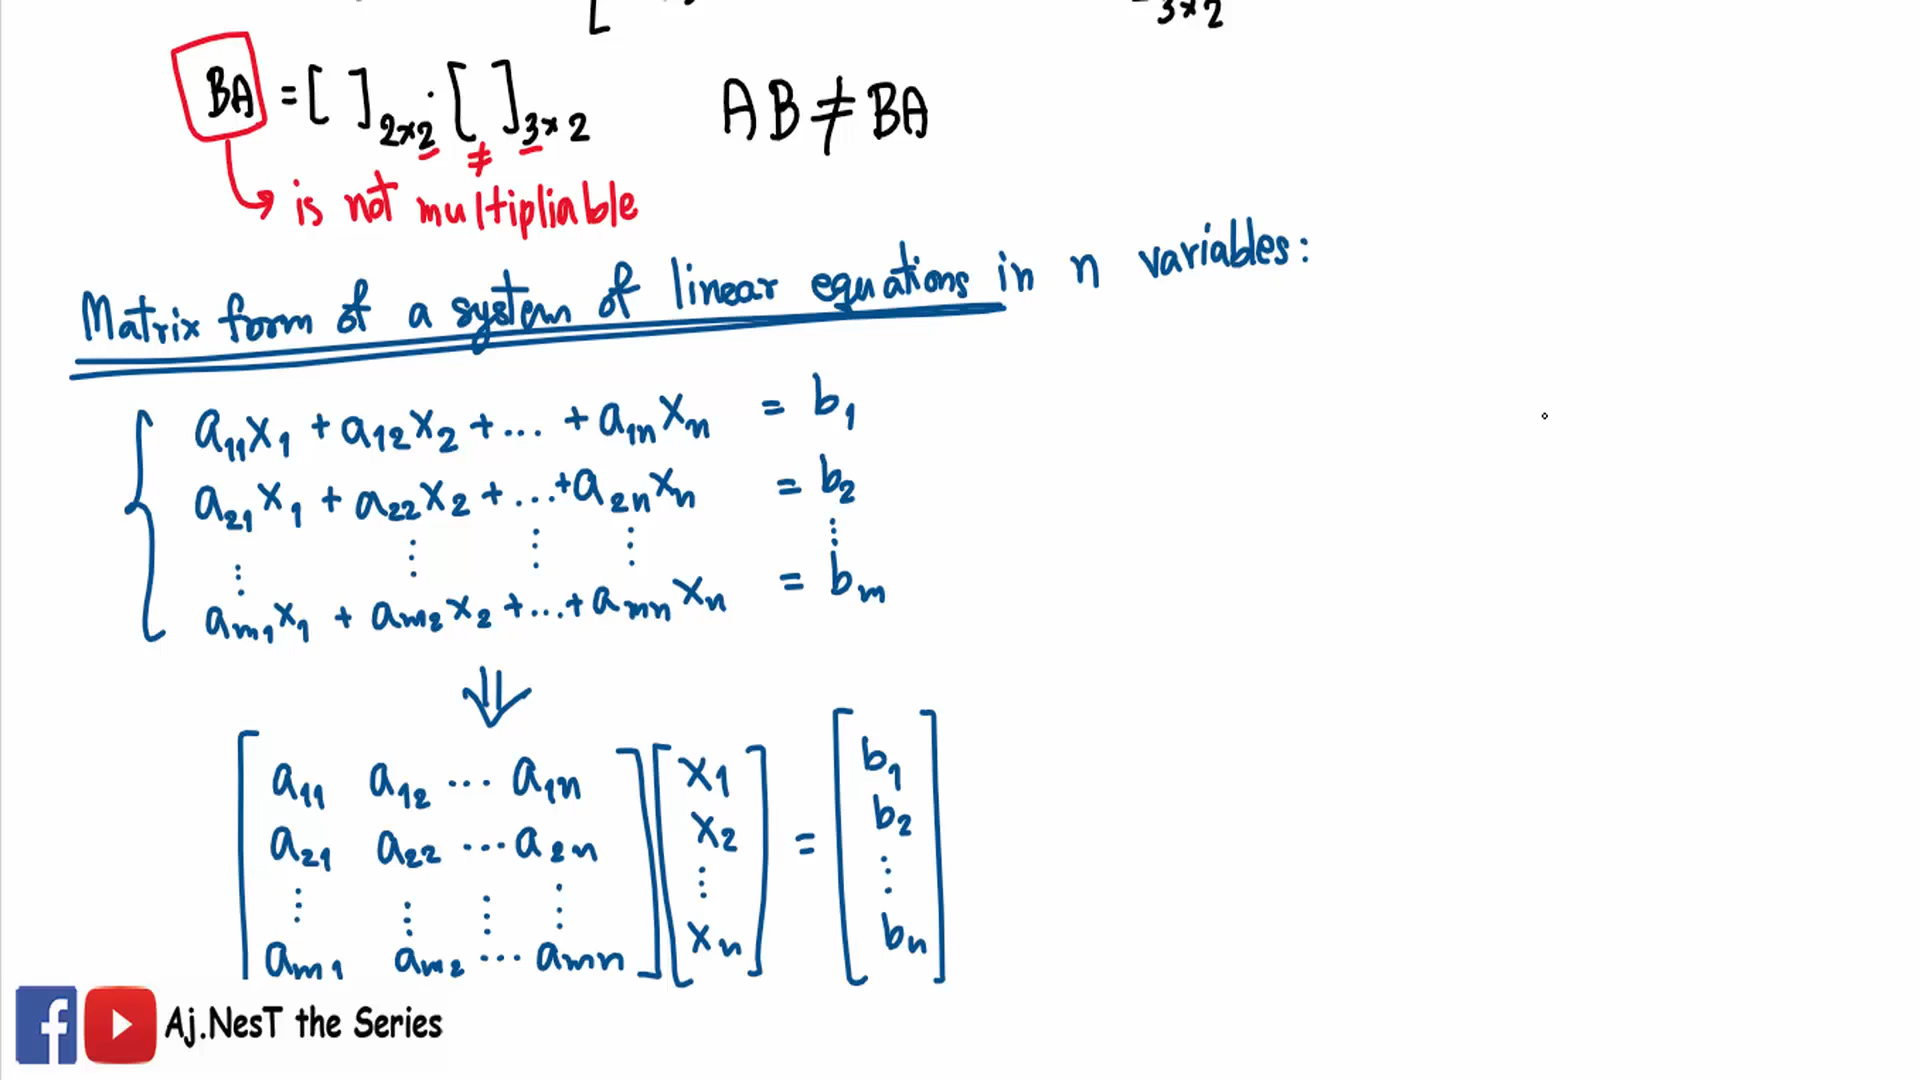 [ 3×2
BA = [ ]2×2 · [ ]3×2 AB ≠ BA
≠
is not multipliable
Matrix form of a system of linear equations in n variables:
a11x1 + a12x2 + ... + a1nxn = b1
a21x1 + a22x2 + ... + a2nxn = b2
⋮ ⋮ ⋮ ⋮ ⋮
am1x1 + am2x2 + ... + amnxn = bm
⇓
[ a11 a12 ... a1n ] [ x1 ] = [ b1 ]
a21 a22 ... a2n x2 b2
⋮ ⋮ ⋮ ⋮ ⋮ ⋮
am1 am2 ... amn xn bn
Aj.NesT the Series